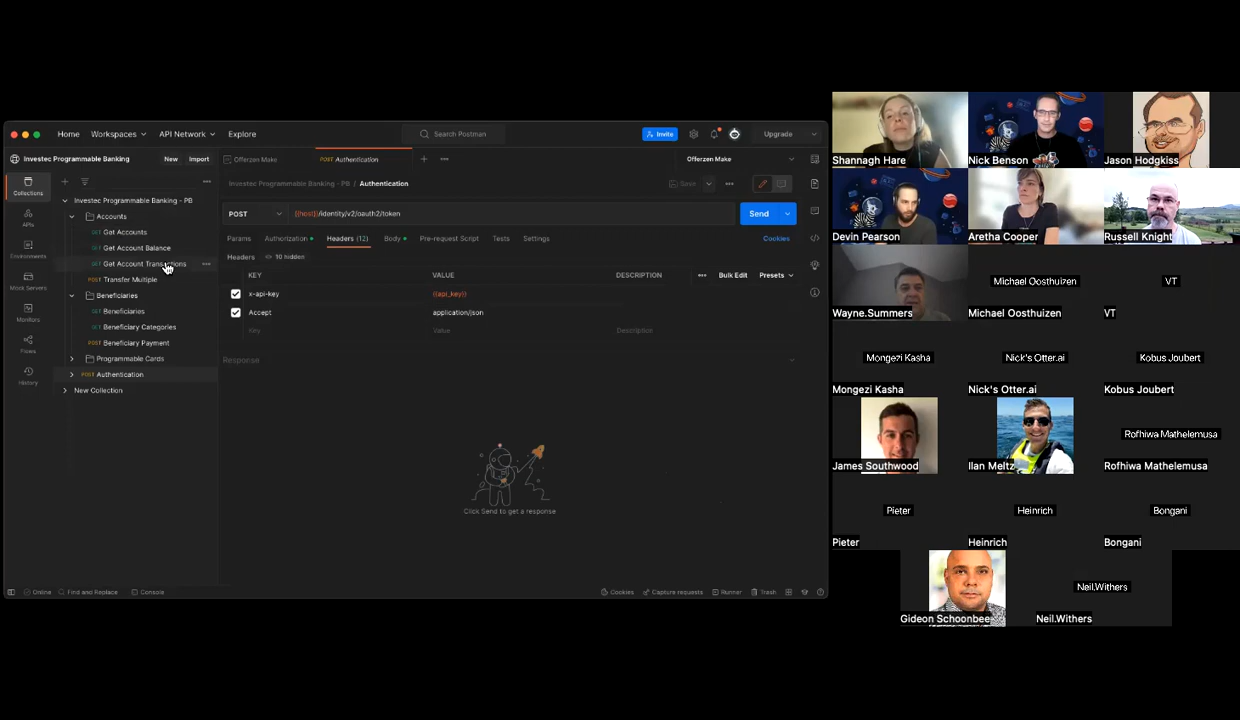 Home Workspaces API Network Explore Search Postman Invite Upgrade
Investec Programmable Banking New Import Offerzen Make POST Authentication Offerzen Make
Collections
APIs
Environments
Mock Servers
Monitors
Flows
History
Investec Programmable Banking - PB
Accounts
GET Get Accounts
GET Get Account Balance
GET Get Account Transactions
POST Transfer Multiple
Beneficiaries
GET Beneficiaries
GET Beneficiary Categories
POST Beneficiary Payment
Programmable Cards
POST Authentication
New Collection
Investec Programmable Banking - PB / Authentication Save
POST {{host}}/identity/v2/oauth2/token Send
Params Authorization Headers (12) Body Pre-request Script Tests Settings Cookies
Headers 10 hidden
KEY VALUE DESCRIPTION Bulk Edit Presets
x-api-key {{api_key}}
Accept application/json
Key Value Description
Response
Click Send to get a response
Online Find and Replace Console Cookies Capture requests Runner Trash
Shannagh Hare Nick Benson Jason Hodgkiss
Devin Pearson Aretha Cooper Russell Knight
Michael Oosthuizen VT
Wayne.Summers Michael Oosthuizen VT
Mongezi Kasha Nick's Otter.ai Kobus Joubert
Mongezi Kasha Nick's Otter.ai Kobus Joubert
Rofhiwa Mathelemusa
James Southwood Ilan Meltz Rofhiwa Mathelemusa
Pieter Heinrich Bongani
Pieter Heinrich Bongani
Neil.Withers
Gideon Schoonbee Neil.Withers